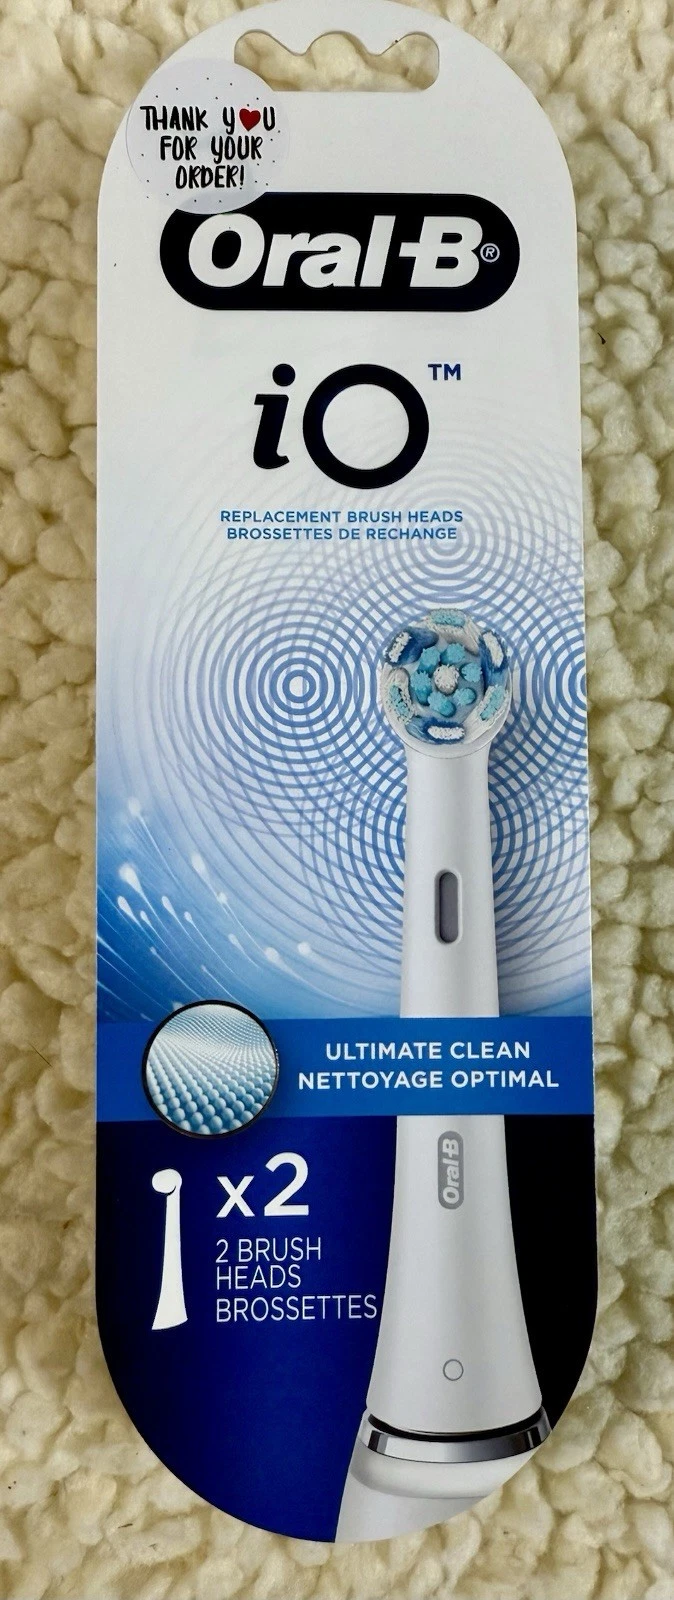 THANK Y❤U
FOR YOUR
ORDER!
Oral-B®
iO™
REPLACEMENT BRUSH HEADS
BROSSETTES DE RECHANGE
ULTIMATE CLEAN
NETTOYAGE OPTIMAL
Oral-B
x2
2 BRUSH
HEADS
BROSSETTES